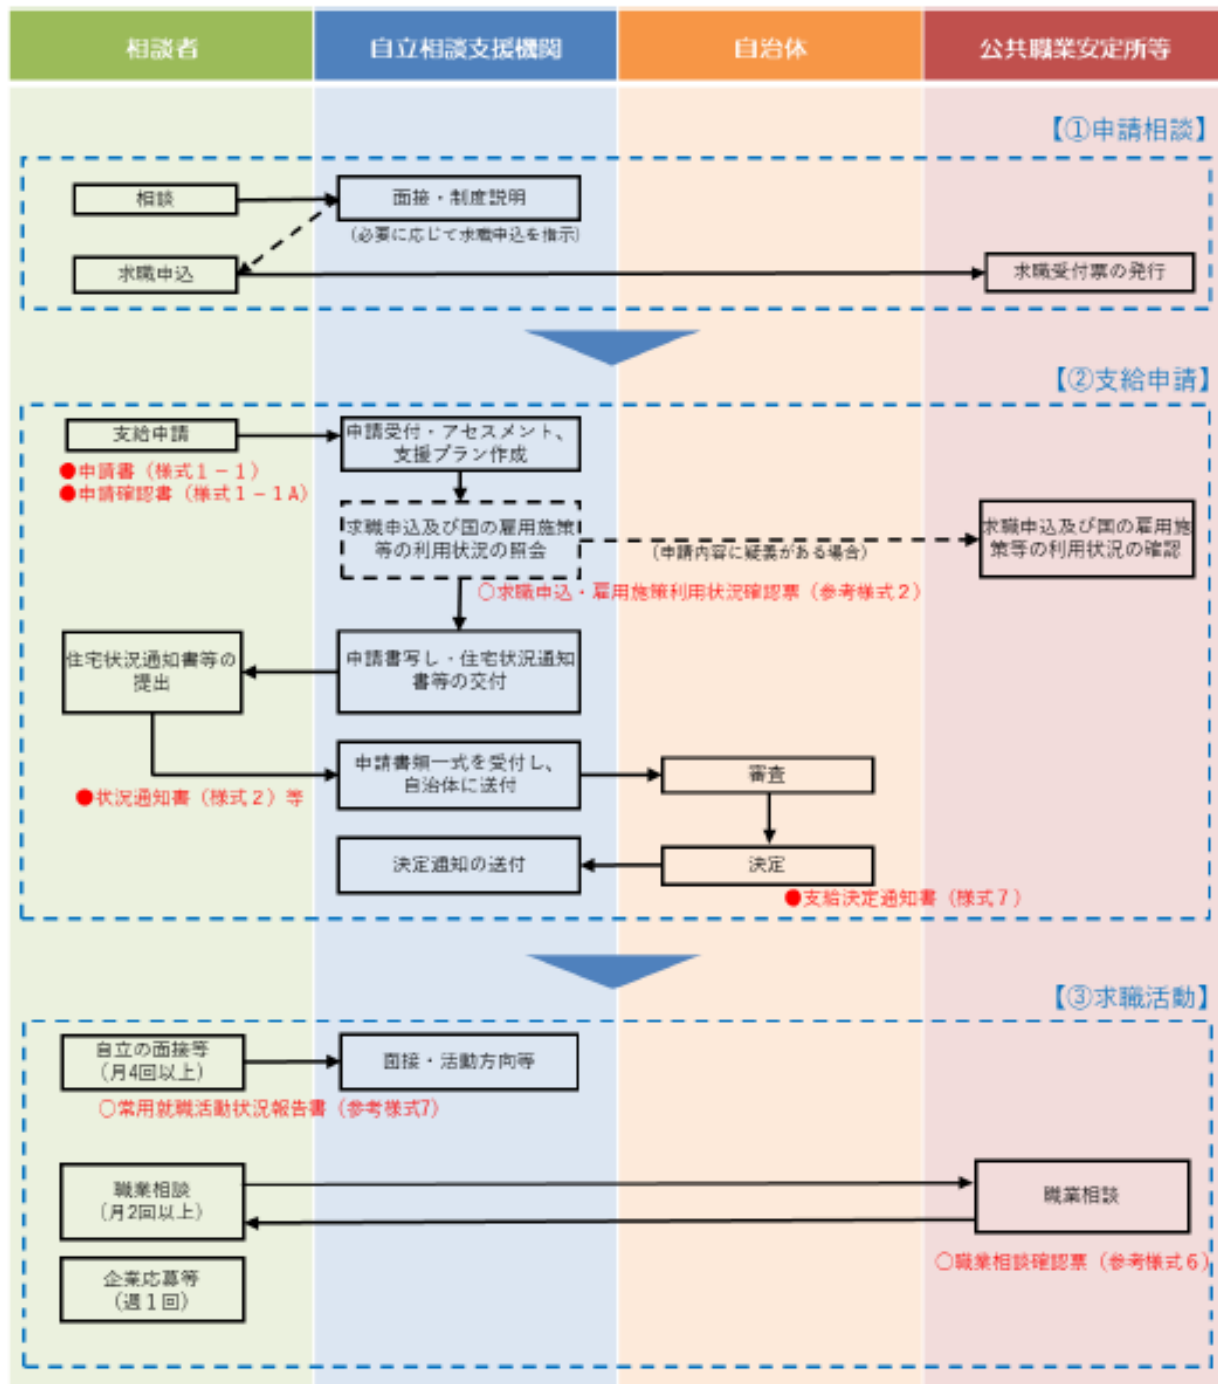 相談者
自立相談支援機関
自治体
公共職業安定所等
【①申請相談】
相談
面接・制度説明
(必要に応じて求職申込を指示)
求職申込
求職受付票の発行
【②支給申請】
支給申請
申請受付・アセスメント、
支援プラン作成
●申請書（様式１－１）
●申請確認書（様式１－１A）
求職申込及び国の雇用施策
等の利用状況の照会
(申請内容に疑義がある場合)
求職申込及び国の雇用施
策等の利用状況の確認
○求職申込・雇用施策利用状況確認票（参考様式２）
住宅状況通知書等の
提出
申請書写し・住宅状況通知
書等の交付
申請書類一式を受付し、
自治体に送付
審査
●状況通知書（様式２）等
決定通知の送付
決定
●支給決定通知書（様式７）
【③求職活動】
自立の面接等
（月4回以上）
面接・活動方向等
○常用就職活動状況報告書（参考様式7）
職業相談
（月2回以上）
職業相談
○職業相談確認票（参考様式６）
企業応募等
（週１回）